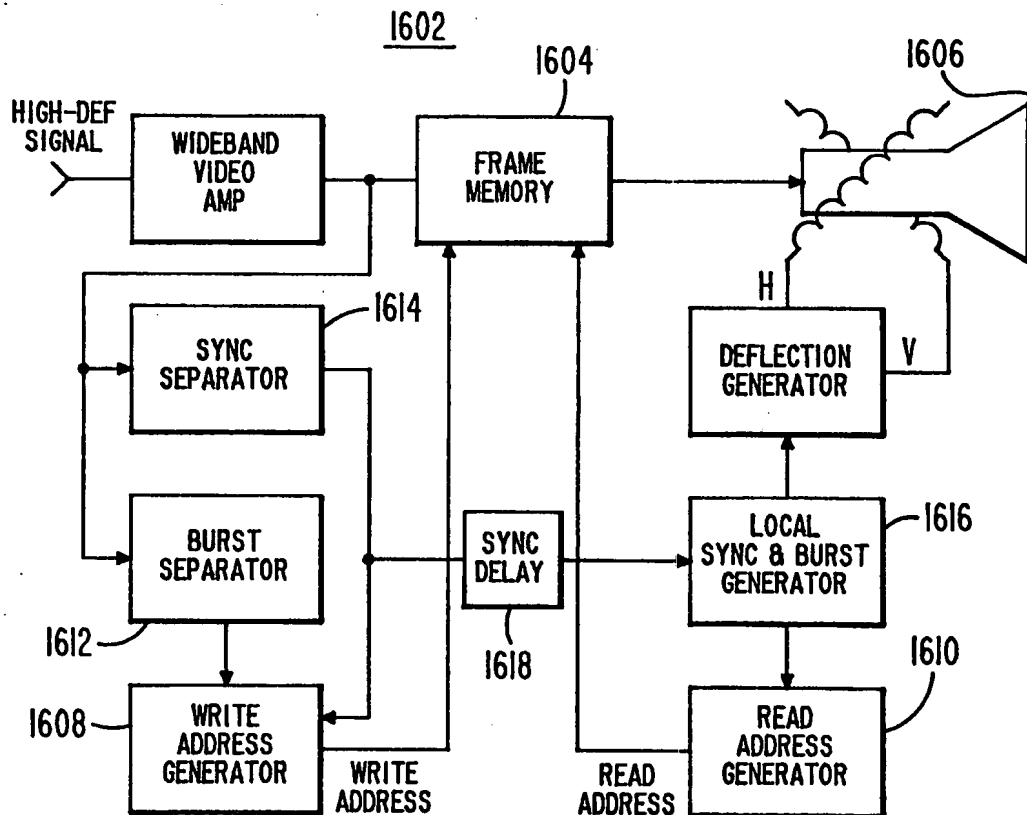 1602
1604
1606
HIGH-DEF
SIGNAL
WIDEBAND
VIDEO
AMP
FRAME
MEMORY
1614
SYNC
SEPARATOR
H
V
DEFLECTION
GENERATOR
BURST
SEPARATOR
1612
SYNC
DELAY
1618
LOCAL
SYNC & BURST
GENERATOR
1616
1608
WRITE
ADDRESS
GENERATOR
WRITE
ADDRESS
READ
ADDRESS
READ
ADDRESS
GENERATOR
1610